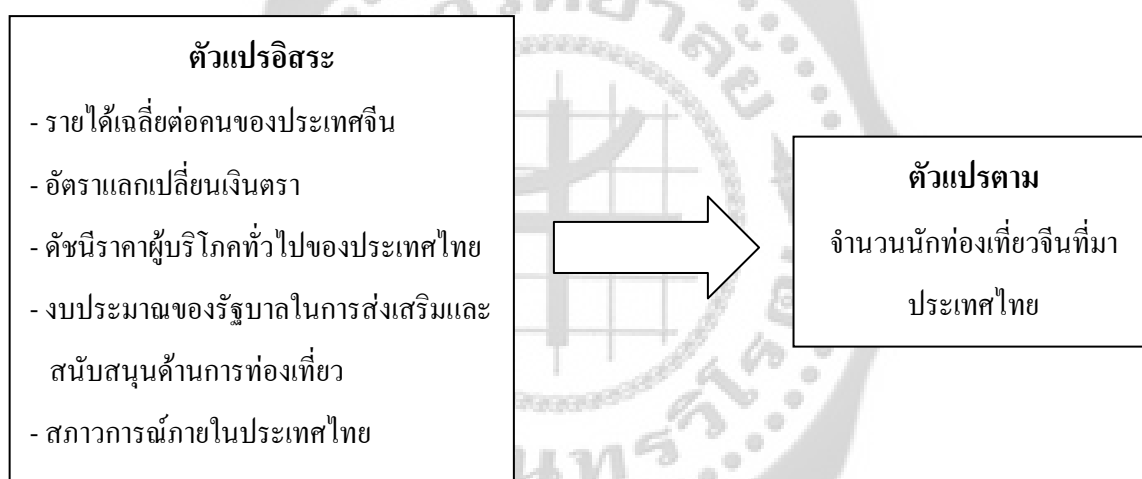 ตัวแปรอิสระ
- รายได้เฉลี่ยต่อคนของประเทศจีน
- อัตราแลกเปลี่ยนเงินตรา
- ดัชนีราคาผู้บริโภคทั่วไปของประเทศไทย
- งบประมาณของรัฐบาลในการส่งเสริมและ
สนับสนุนด้านการท่องเที่ยว
- สภาวการณ์ภายในประเทศไทย
ตัวแปรตาม
จำนวนนักท่องเที่ยวจีนที่มา
ประเทศไทย